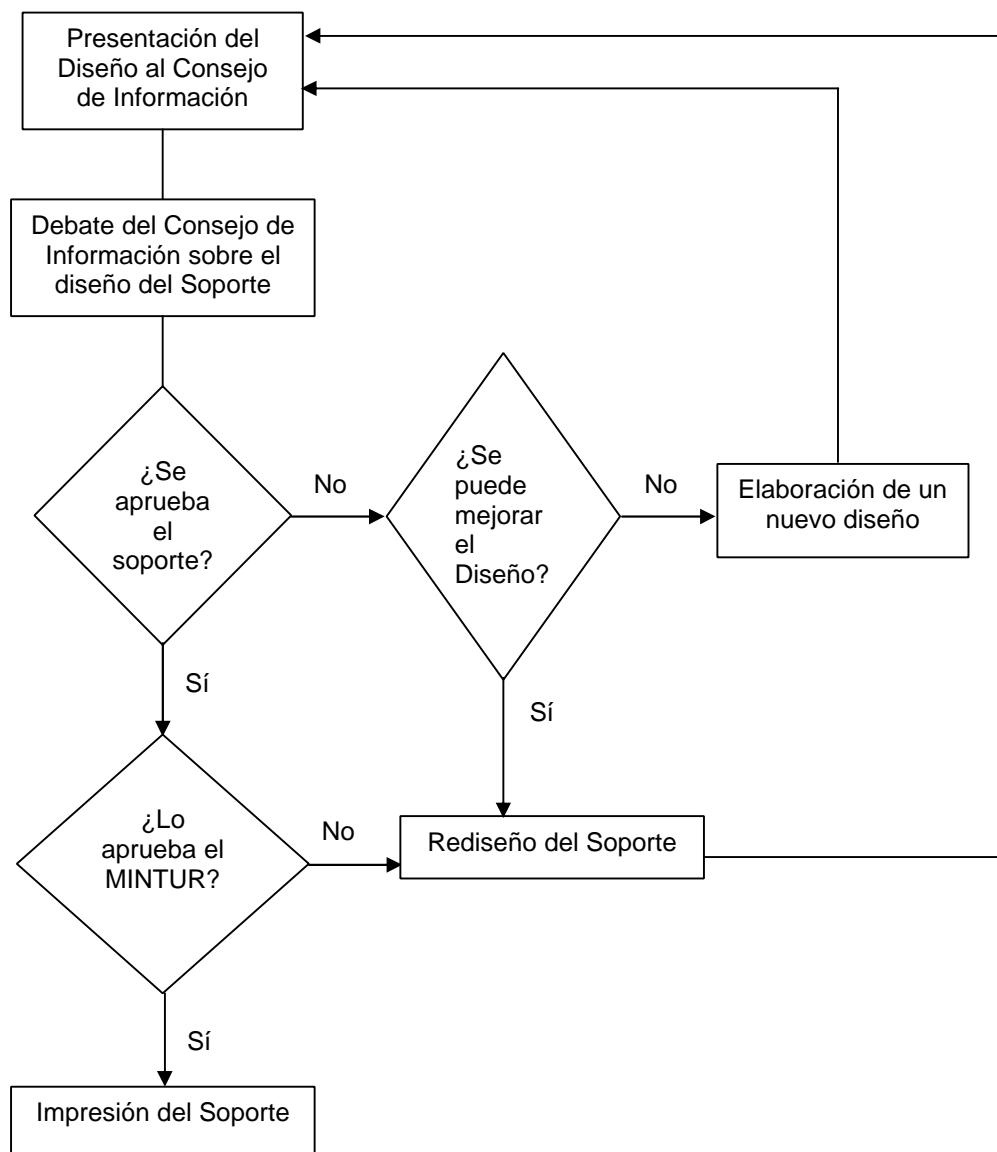 Presentación del
Diseño al Consejo
de Información
Debate del Consejo de
Información sobre el
diseño del Soporte
¿Se
aprueba
el
soporte?
No
¿Se
puede
mejorar
el
Diseño?
No
Elaboración de un
nuevo diseño
Sí
Sí
¿Lo
aprueba el
MINTUR?
No
Rediseño del Soporte
Sí
Impresión del Soporte